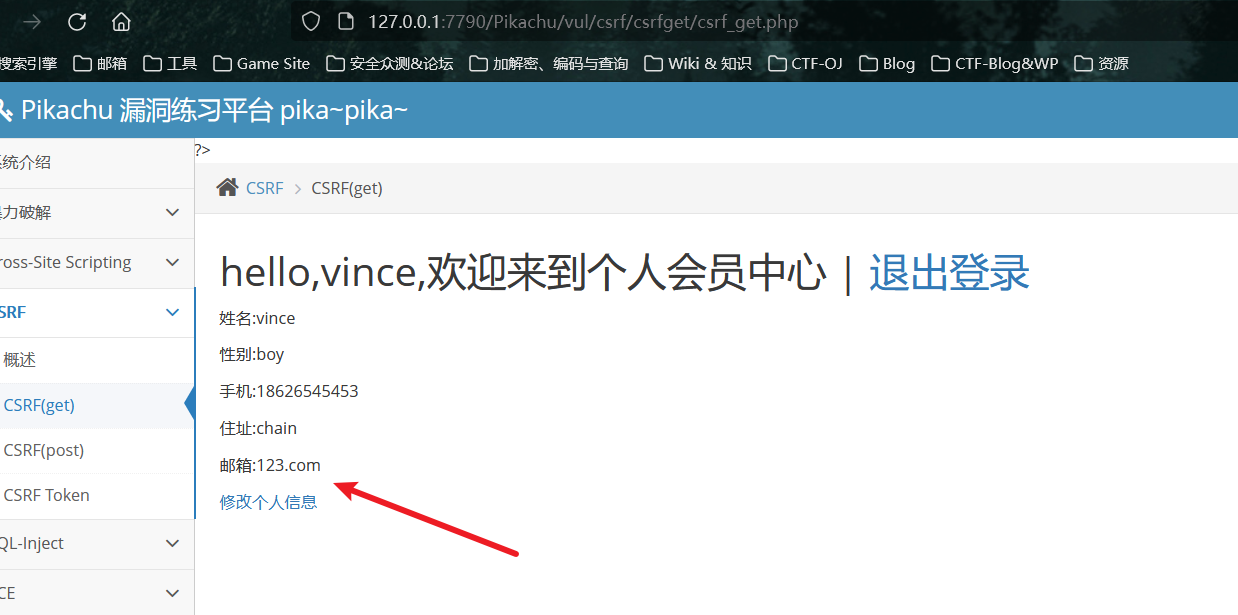 127.0.0.1:7790/Pikachu/vul/csrf/csrfget/csrf_get.php
搜索引擎 邮箱 工具 Game Site 安全众测&论坛 加解密、编码与查询 Wiki & 知识 CTF-OJ Blog CTF-Blog&WP 资源
Pikachu 漏洞练习平台 pika~pika~
?>
统介绍
CSRF > CSRF(get)
力破解
ross-Site Scripting
hello,vince,欢迎来到个人会员中心 | 退出登录
SRF
姓名:vince
概述
性别:boy
CSRF(get)
手机:18626545453
住址:chain
CSRF(post)
邮箱:123.com
CSRF Token
修改个人信息
QL-Inject
CE